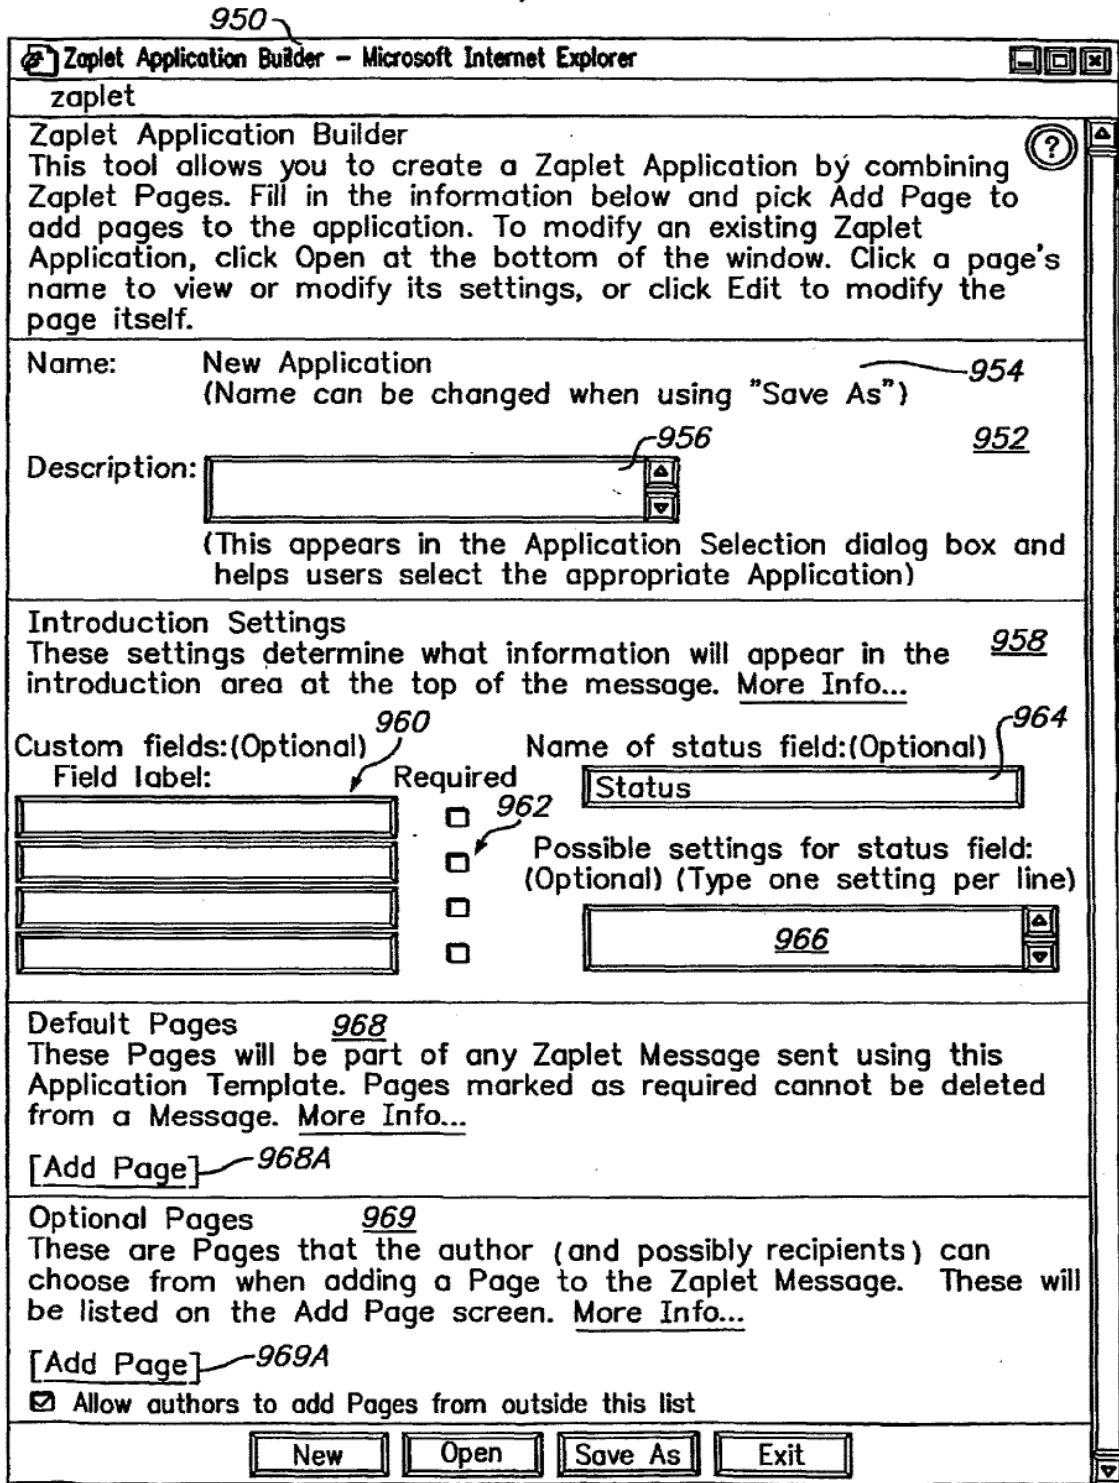 950
Zaplet Application Builder – Microsoft Internet Explorer
zaplet
Zaplet Application Builder
This tool allows you to create a Zaplet Application by combining
Zaplet Pages. Fill in the information below and pick Add Page to
add pages to the application. To modify an existing Zaplet
Application, click Open at the bottom of the window. Click a page's
name to view or modify its settings, or click Edit to modify the
page itself.
?
Name: New Application 954
(Name can be changed when using "Save As")
956 952
Description:
(This appears in the Application Selection dialog box and
helps users select the appropriate Application)
Introduction Settings
These settings determine what information will appear in the 958
introduction area at the top of the message. More Info...
960 964
Custom fields:(Optional) Name of status field:(Optional)
Field label: Required
Status
962
Possible settings for status field:
(Optional) (Type one setting per line)
966
Default Pages 968
These Pages will be part of any Zaplet Message sent using this
Application Template. Pages marked as required cannot be deleted
from a Message. More Info...
[Add Page] 968A
Optional Pages 969
These are Pages that the author (and possibly recipients) can
choose from when adding a Page to the Zaplet Message. These will
be listed on the Add Page screen. More Info...
[Add Page] 969A
Allow authors to add Pages from outside this list
New Open Save As Exit